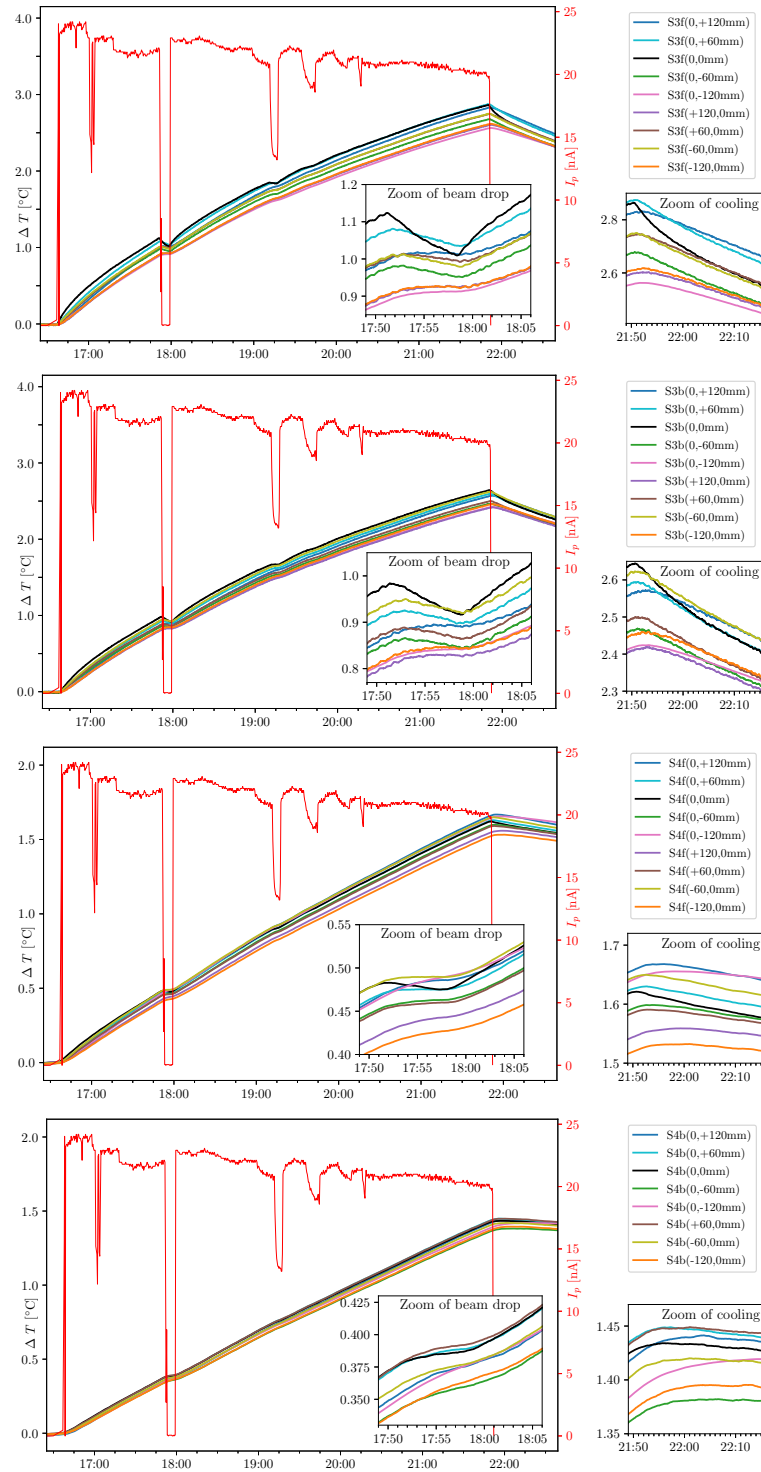 4.0
3.0
2.0
1.0
0.0
Δ T [°C]
25
20
15
10
5
0
I_p [nA]
17:00 18:00 19:00 20:00 21:00 22:00
Zoom of beam drop
1.2
1.1
1.0
0.9
17:50 17:55 18:00 18:05
S3f(0,+120mm)
S3f(0,+60mm)
S3f(0,0mm)
S3f(0,-60mm)
S3f(0,-120mm)
S3f(+120,0mm)
S3f(+60,0mm)
S3f(-60,0mm)
S3f(-120,0mm)
Zoom of cooling
2.8
2.6
21:50 22:00 22:10
4.0
3.0
2.0
1.0
0.0
Δ T [°C]
25
20
15
10
5
0
I_p [nA]
17:00 18:00 19:00 20:00 21:00 22:00
Zoom of beam drop
1.0
0.9
0.8
17:50 17:55 18:00 18:05
S3b(0,+120mm)
S3b(0,+60mm)
S3b(0,0mm)
S3b(0,-60mm)
S3b(0,-120mm)
S3b(+120,0mm)
S3b(+60,0mm)
S3b(-60,0mm)
S3b(-120,0mm)
Zoom of cooling
2.6
2.5
2.4
2.3
21:50 22:00 22:10
2.0
1.5
1.0
0.5
0.0
Δ T [°C]
25
20
15
10
5
0
I_p [nA]
17:00 18:00 19:00 20:00 21:00 22:00
Zoom of beam drop
0.55
0.50
0.45
0.40
17:50 17:55 18:00 18:05
S4f(0,+120mm)
S4f(0,+60mm)
S4f(0,0mm)
S4f(0,-60mm)
S4f(0,-120mm)
S4f(+120,0mm)
S4f(+60,0mm)
S4f(-60,0mm)
S4f(-120,0mm)
Zoom of cooling
1.7
1.6
1.5
21:50 22:00 22:10
2.0
1.5
1.0
0.5
0.0
Δ T [°C]
25
20
15
10
5
0
I_p [nA]
17:00 18:00 19:00 20:00 21:00 22:00
Zoom of beam drop
0.425
0.400
0.375
0.350
17:50 17:55 18:00 18:05
S4b(0,+120mm)
S4b(0,+60mm)
S4b(0,0mm)
S4b(0,-60mm)
S4b(0,-120mm)
S4b(+60,0mm)
S4b(-60,0mm)
S4b(-120,0mm)
Zoom of cooling
1.45
1.40
1.35
21:50 22:00 22:10